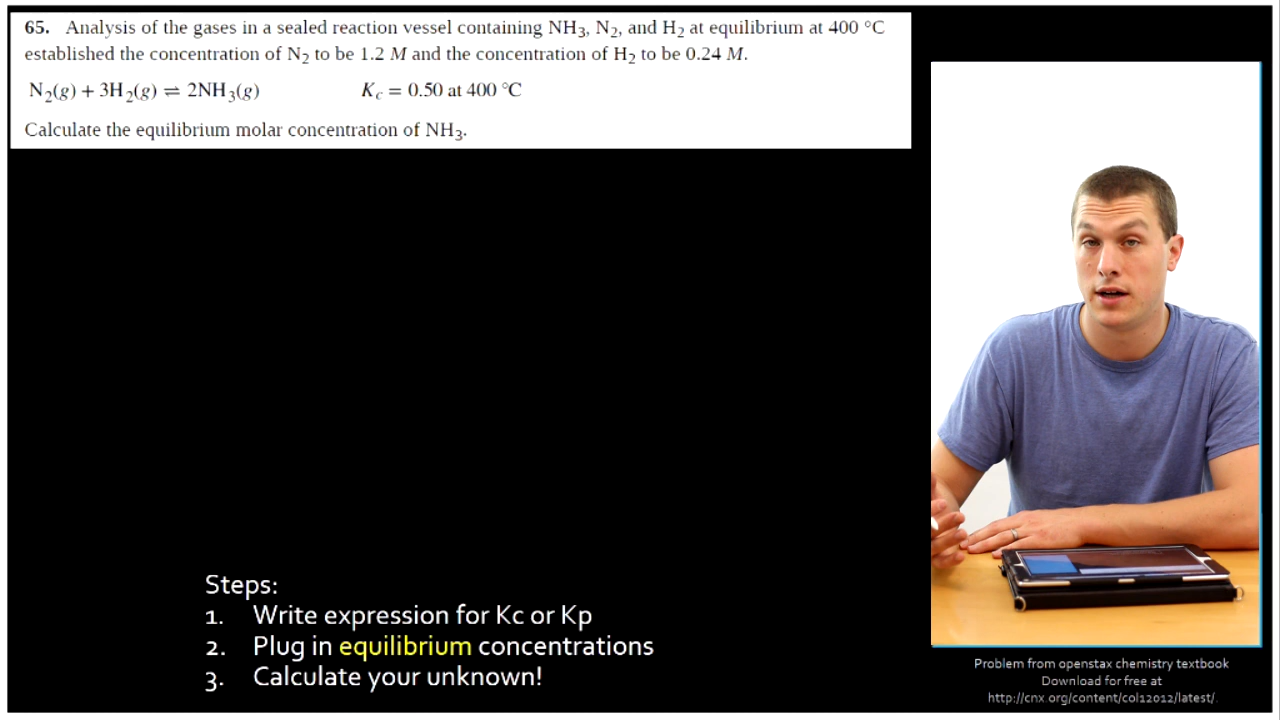 65. Analysis of the gases in a sealed reaction vessel containing NH₃, N₂, and H₂ at equilibrium at 400 °C
established the concentration of N₂ to be 1.2 M and the concentration of H₂ to be 0.24 M.
N₂(g) + 3H₂(g) ⇌ 2NH₃(g) K꜀ = 0.50 at 400 °C
Calculate the equilibrium molar concentration of NH₃.
Steps:
1. Write expression for Kc or Kp
2. Plug in equilibrium concentrations
3. Calculate your unknown!
Problem from openstax chemistry textbook
Download for free at
http://cnx.org/content/col12012/latest/.